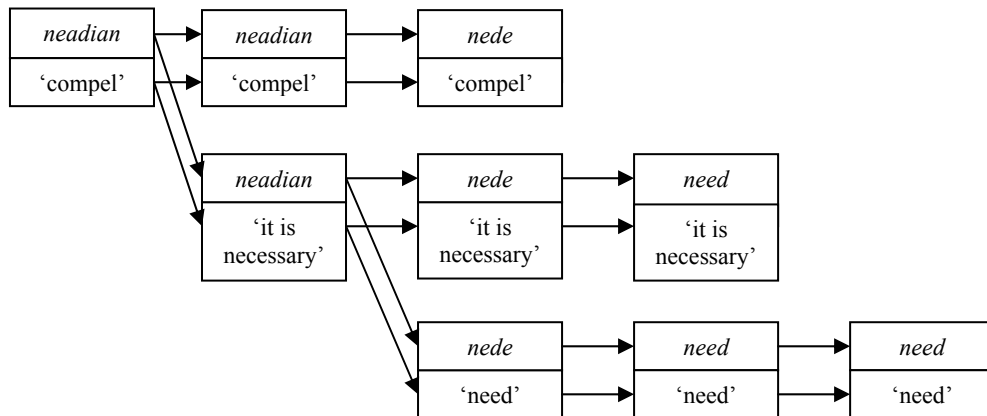 neadian
neadian
nede
‘compel’
‘compel’
‘compel’
neadian
nede
need
‘it is
necessary’
‘it is
necessary’
‘it is
necessary’
nede
need
need
‘need’
‘need’
‘need’